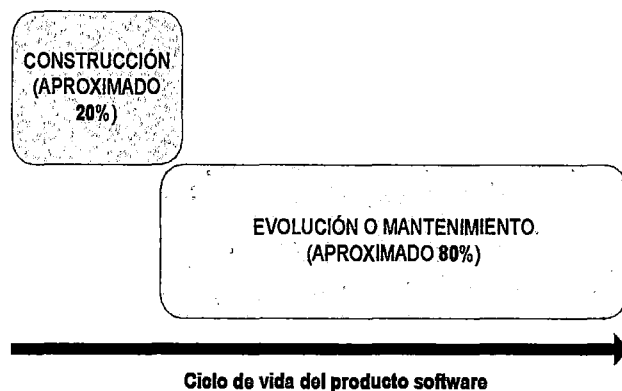 CONSTRUCCIÓN
(APROXIMADO
20%)
EVOLUCIÓN O MANTENIMIENTO.
(APROXIMADO 80%)
Ciclo de vida del producto software